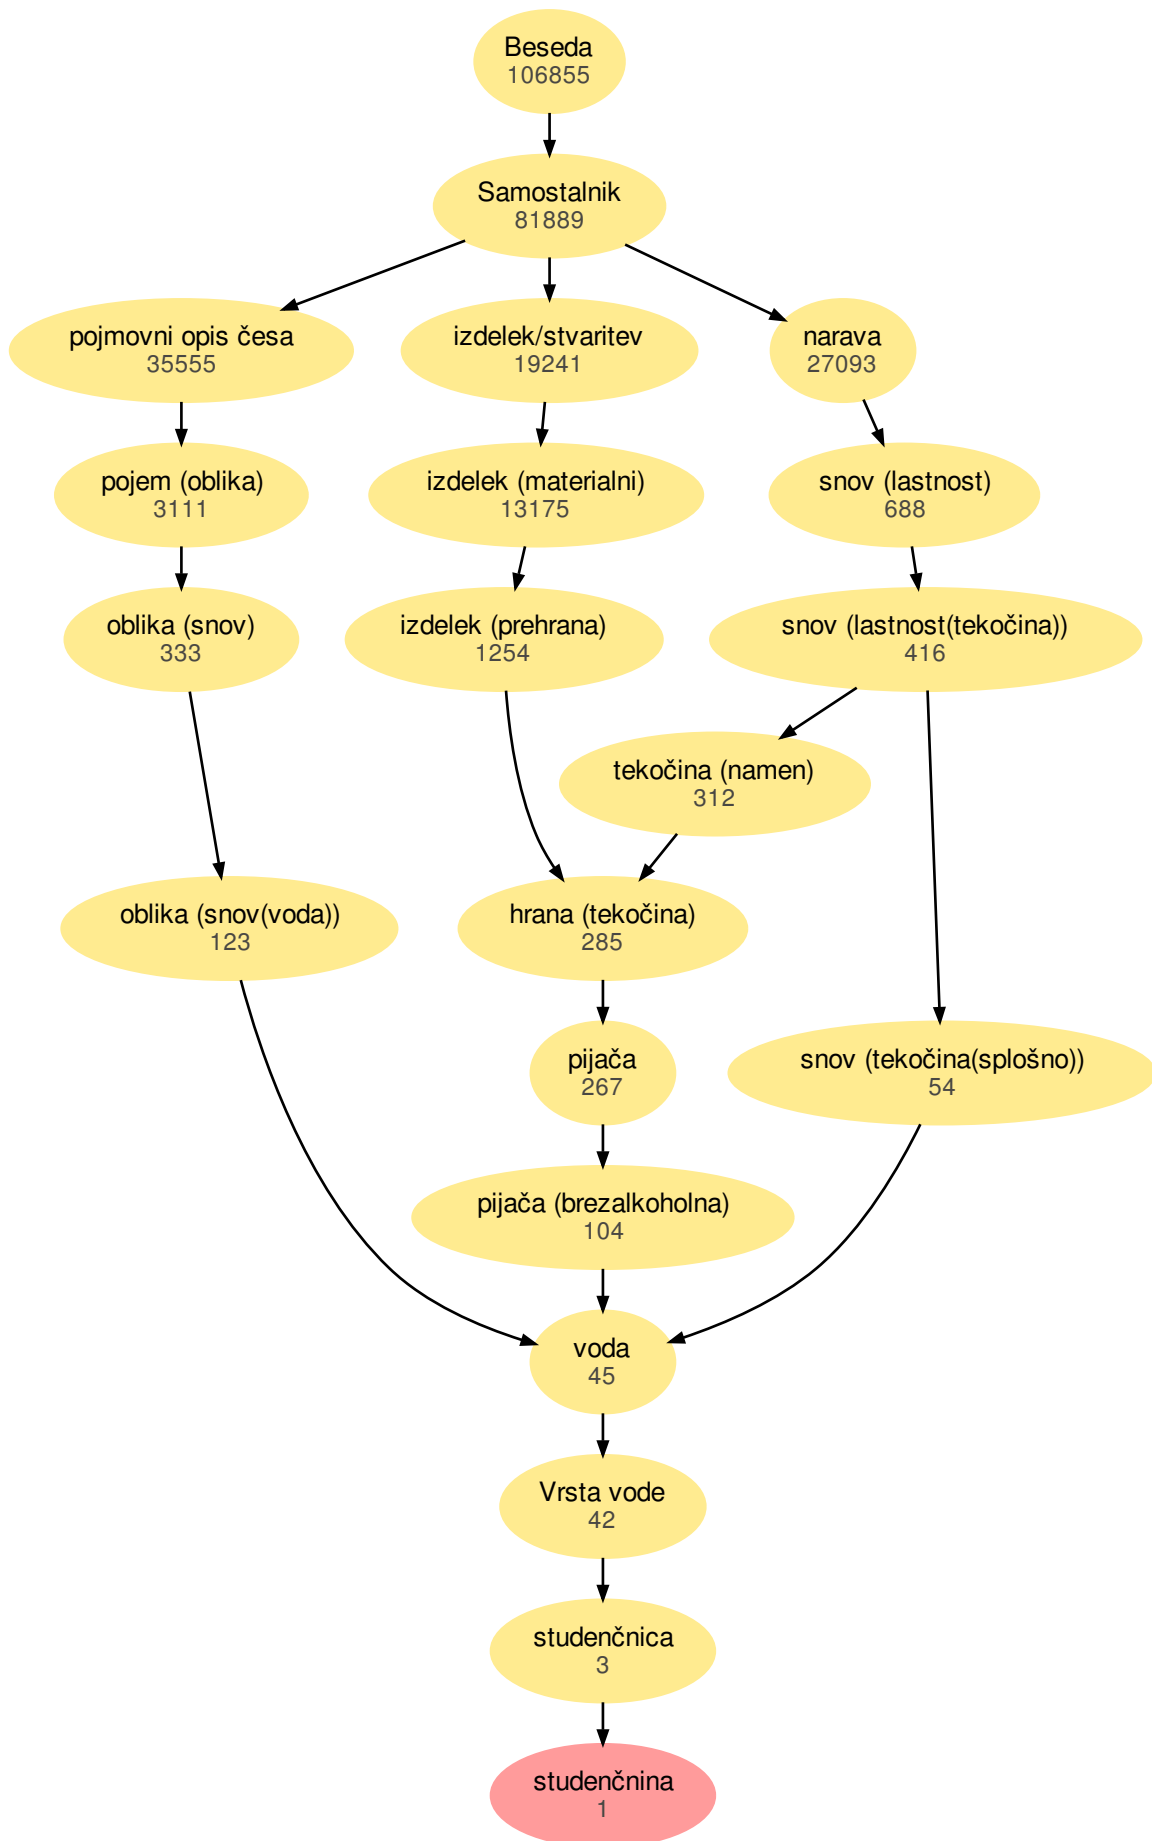 Beseda
106855
Samostalnik
81889
pojmovni opis česa
35555
izdelek/stvaritev
19241
narava
27093
pojem (oblika)
3111
izdelek (materialni)
13175
snov (lastnost)
688
oblika (snov)
333
izdelek (prehrana)
1254
snov (lastnost(tekočina))
416
tekočina (namen)
312
oblika (snov(voda))
123
hrana (tekočina)
285
pijača
267
snov (tekočina(splošno))
54
pijača (brezalkoholna)
104
voda
45
Vrsta vode
42
studenčnica
3
studenčnina
1